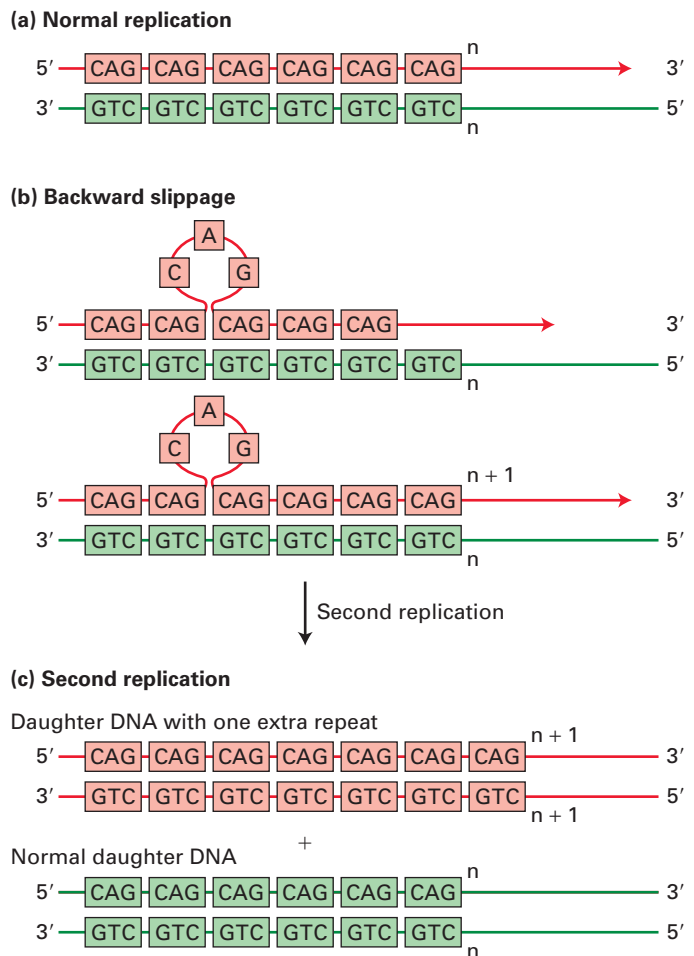 (a) Normal replication
n
5′ CAG CAG CAG CAG CAG CAG 3′
3′ GTC GTC GTC GTC GTC GTC 5′
n
(b) Backward slippage
A
C G
5′ CAG CAG CAG CAG CAG 3′
3′ GTC GTC GTC GTC GTC GTC 5′
n
A
C G
n + 1
5′ CAG CAG CAG CAG CAG CAG 3′
3′ GTC GTC GTC GTC GTC GTC 5′
n
Second replication
(c) Second replication
Daughter DNA with one extra repeat
n + 1
5′ CAG CAG CAG CAG CAG CAG CAG 3′
3′ GTC GTC GTC GTC GTC GTC GTC 5′
n + 1
+
Normal daughter DNA
n
5′ CAG CAG CAG CAG CAG CAG 3′
3′ GTC GTC GTC GTC GTC GTC 5′
n